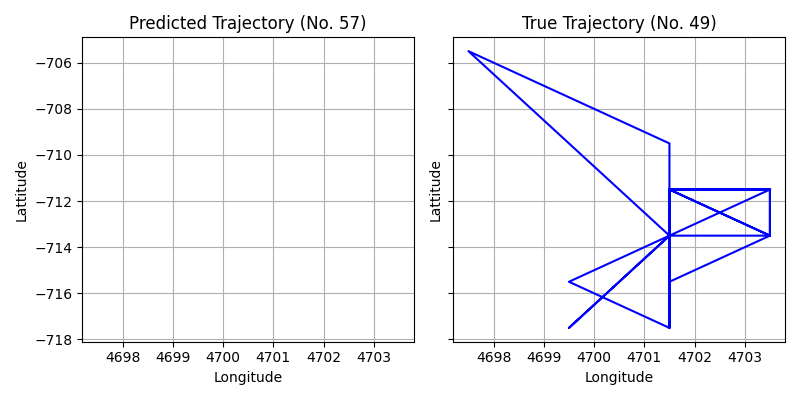 Predicted Trajectory (No. 57)
−706
−708
−710
−712
−714
−716
−718
Lattitude
4698 4699 4700 4701 4702 4703
Longitude
True Trajectory (No. 49)
Lattitude
4698 4699 4700 4701 4702 4703
Longitude